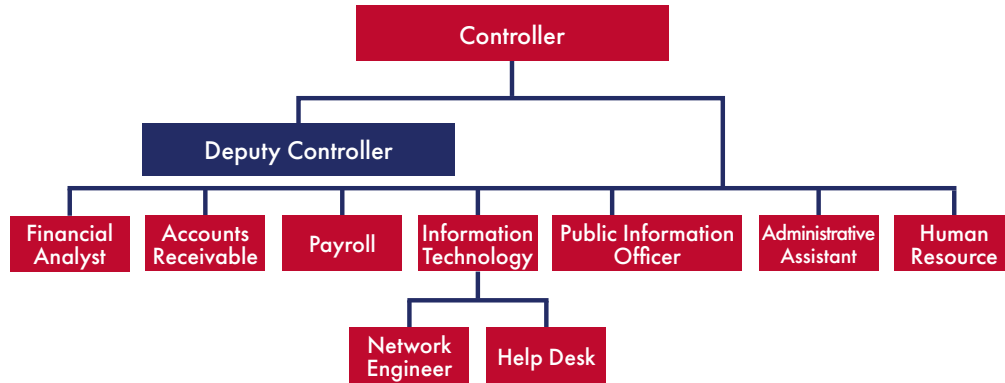 Controller
Deputy Controller
Financial
Analyst
Accounts
Receivable
Payroll
Information
Technology
Public Information
Officer
Administrative
Assistant
Human
Resource
Network
Engineer
Help Desk